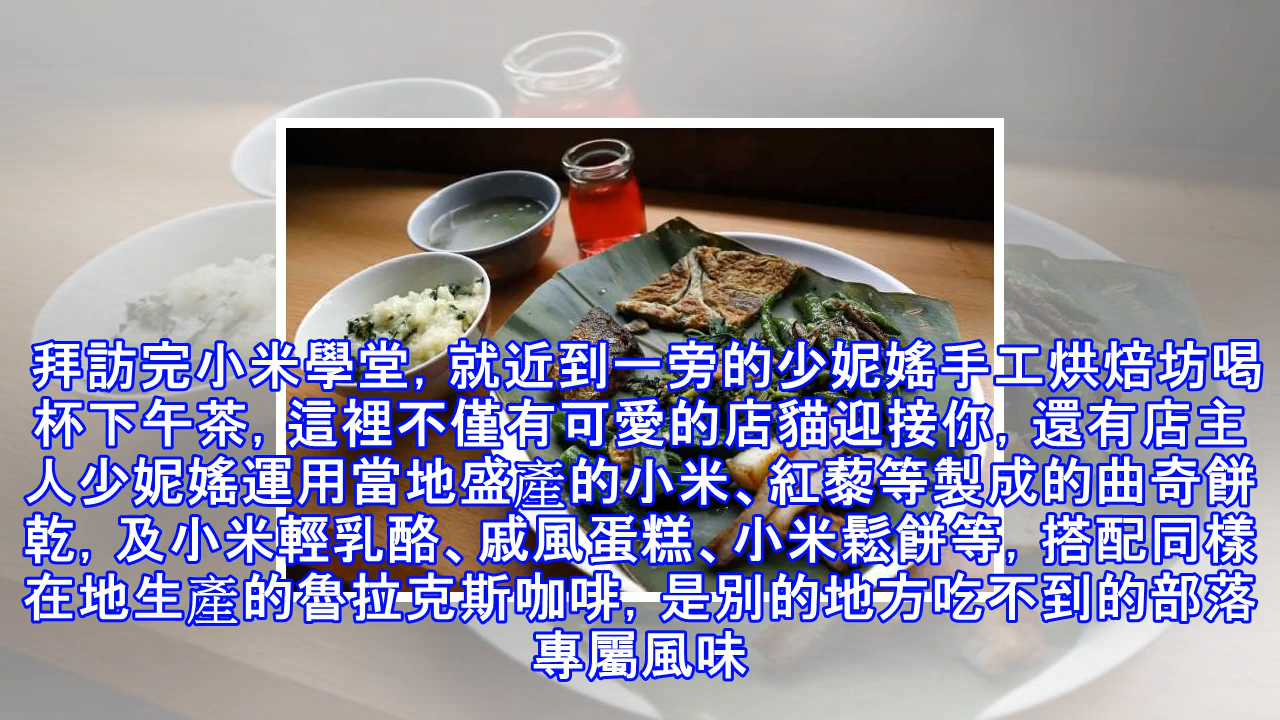 拜訪完小米學堂,就近到一旁的少妮媱手工烘焙坊喝
杯下午茶,這裡不僅有可愛的店貓迎接你,還有店主
人少妮媱運用當地盛產的小米、紅藜等製成的曲奇餅
乾,及小米輕乳酪、戚風蛋糕、小米鬆餅等,搭配同樣
在地生產的魯拉克斯咖啡,是別的地方吃不到的部落
專屬風味